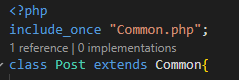 <?php
include_once "Common.php";
1 reference | 0 implementations
class Post extends Common{